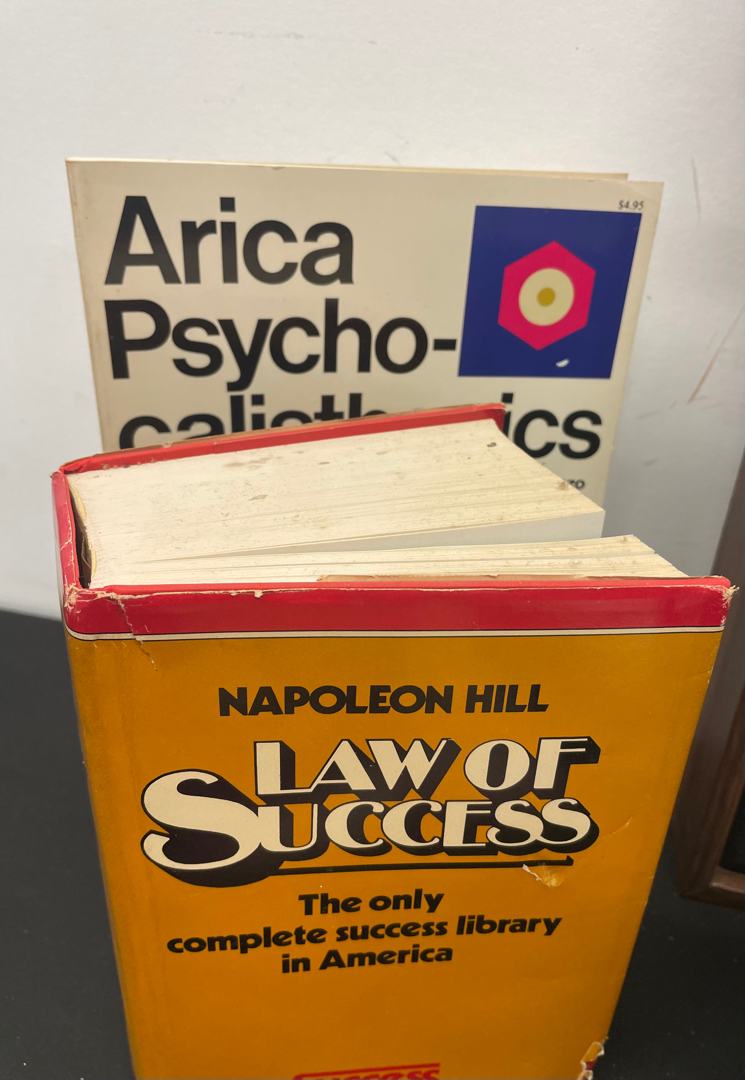 $4.95
Arica
Psycho-
NAPOLEON HILL
LAW OF
SUCCESS
The only
complete success library
in America